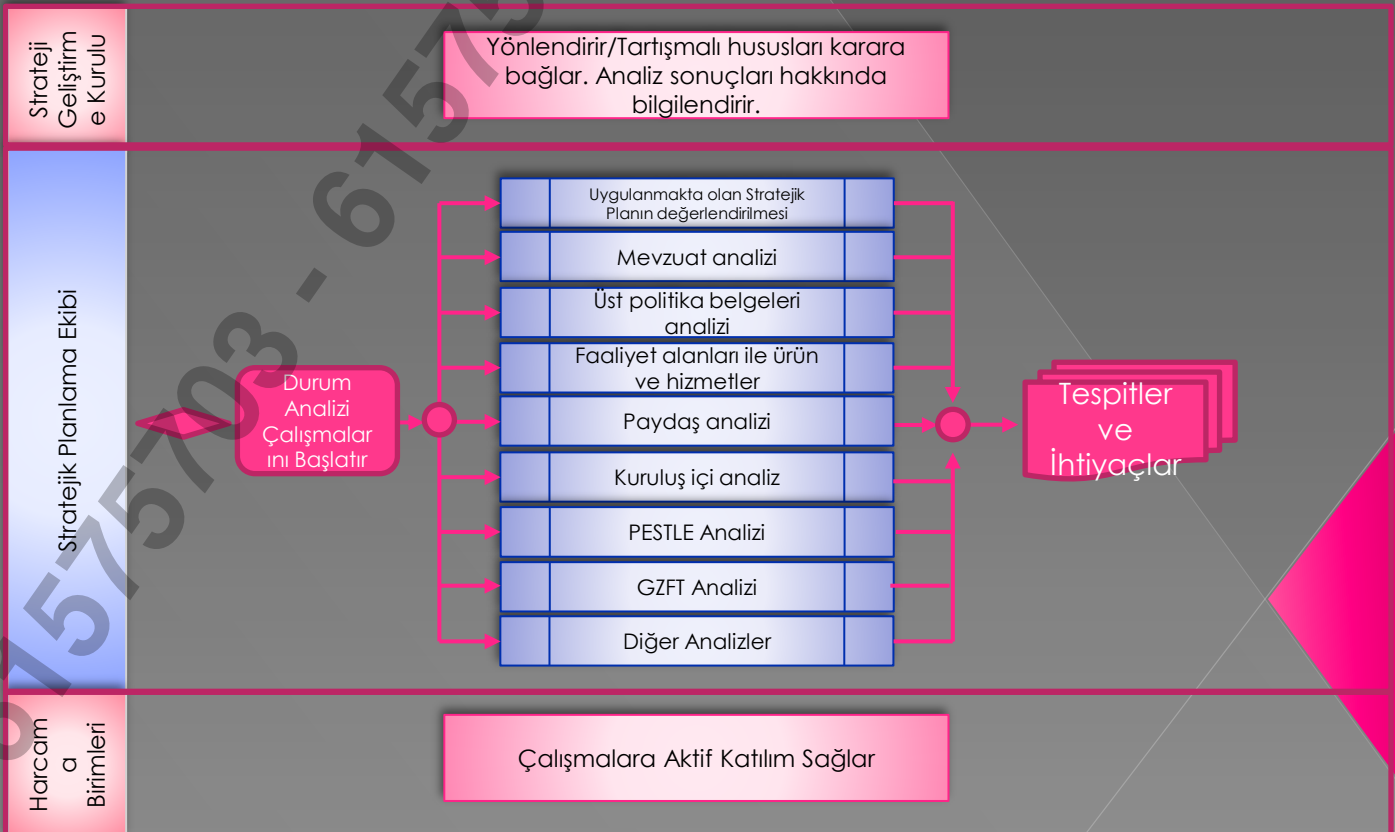 Strateji
Geliştirm
e Kurulu
Yönlendirir/Tartışmalı hususları karara
bağlar. Analiz sonuçları hakkında
bilgilendirir.
Stratejik Planlama Ekibi
Durum
Analizi
Çalışmalar
ını Başlatır
Uygulanmakta olan Stratejik
Planın değerlendirilmesi
Mevzuat analizi
Üst politika belgeleri
analizi
Faaliyet alanları ile ürün
ve hizmetler
Paydaş analizi
Kuruluş içi analiz
PESTLE Analizi
GZFT Analizi
Diğer Analizler
Tespitler
ve
İhtiyaçlar
Harcam
a
Birimleri
Çalışmalara Aktif Katılım Sağlar